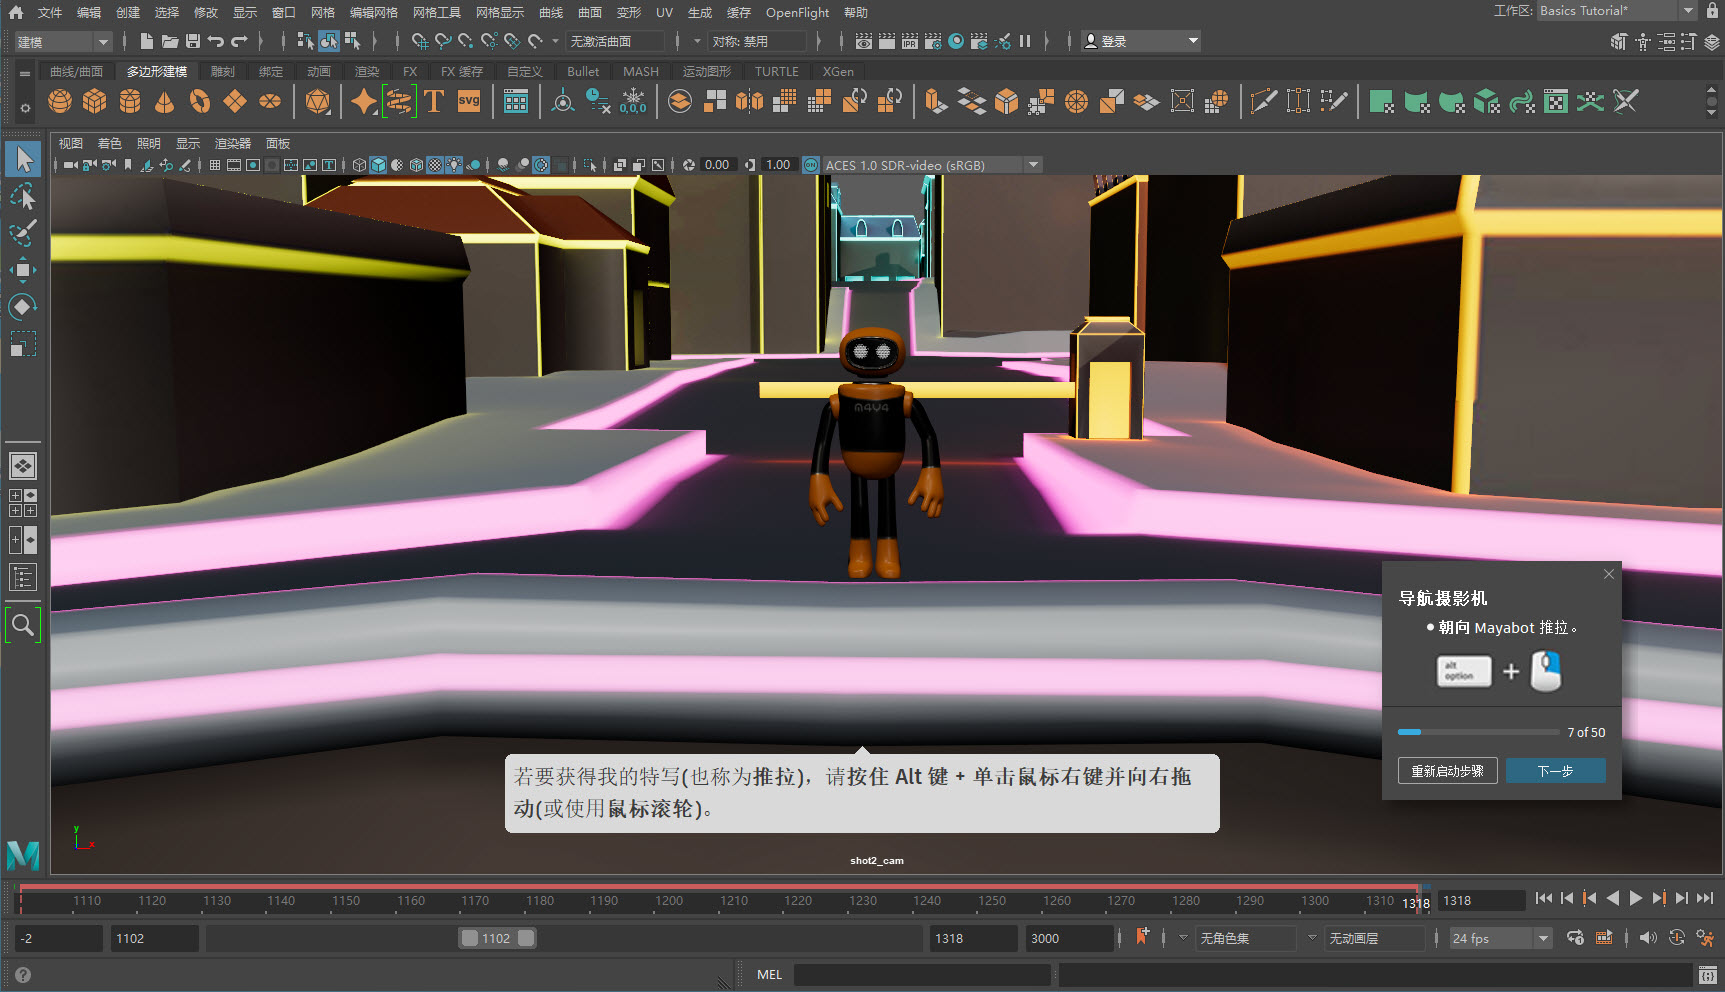 文件 编辑 创建 选择 修改 显示 窗口 网格 编辑网格 网格工具 网格显示 曲线 曲面 变形 UV 生成 缓存 OpenFlight 帮助 工作区: Basics Tutorial*
建模 无激活曲面 对称: 禁用 IPR 登录
曲线/曲面 多边形建模 雕刻 绑定 动画 渲染 FX FX 缓存 自定义 Bullet MASH 运动图形 TURTLE XGen
T SVG 0,0,0
视图 着色 照明 显示 渲染器 面板
0.00 1.00 ON ACES 1.0 SDR-video (sRGB)
M4Y4
导航摄影机
• 朝向 Mayabot 推拉。
alt
option +
7 of 50
重新启动步骤 下一步
若要获得我的特写(也称为推拉)，请按住 Alt 键 + 单击鼠标右键并向右拖
动(或使用鼠标滚轮)。
y
x
shot2_cam
1110 1120 1130 1140 1150 1160 1170 1180 1190 1200 1210 1220 1230 1240 1250 1260 1270 1280 1290 1300 1310 1318 1318
-2 1102 1102 1318 3000 无角色集 无动画层 24 fps
MEL